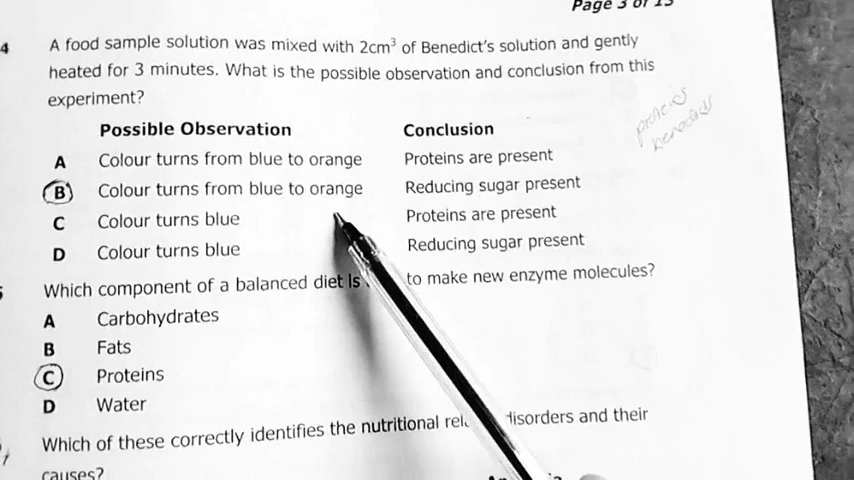 Page 3 of 13
4 A food sample solution was mixed with 2cm³ of Benedict's solution and gently
heated for 3 minutes. What is the possible observation and conclusion from this
experiment?
Possible Observation Conclusion
A Colour turns from blue to orange Proteins are present
B Colour turns from blue to orange Reducing sugar present
C Colour turns blue Proteins are present
D Colour turns blue Reducing sugar present
proteins
5 Which component of a balanced diet is to make new enzyme molecules?
A Carbohydrates
B Fats
C Proteins
D Water
Which of these correctly identifies the nutritional disorders and their
causes?